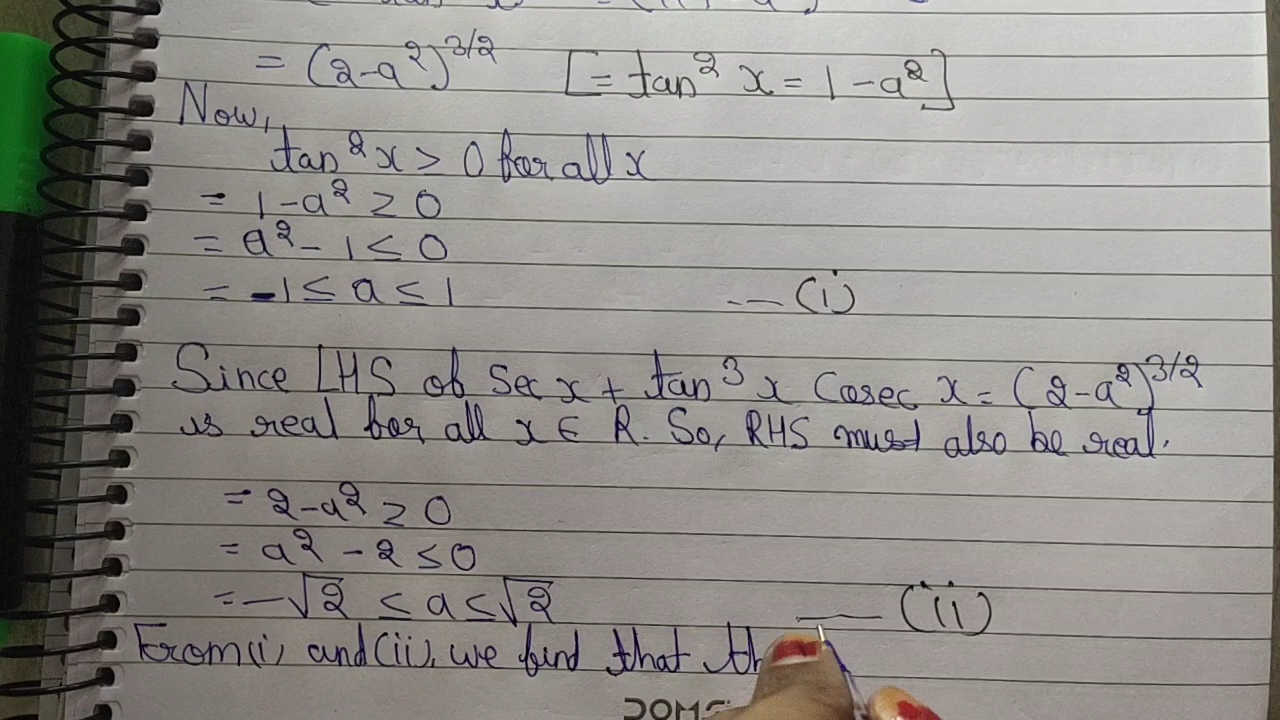 = (2-a²)^3/2 [= tan² x = 1-a²]
Now,
tan² x > 0 for all x
= 1-a² ≥ 0
= a² - 1 ≤ 0
= -1 ≤ a ≤ 1 -- (i)
Since LHS of Sec x + tan³ x Cosec x = (2-a²)^3/2
is real for all x ∈ R. So, RHS must also be real.
= 2-a² ≥ 0
= a² - 2 ≤ 0
= -√2 ≤ a ≤ √2 — (ii)
From (i) and (ii), we find that th
DOMS